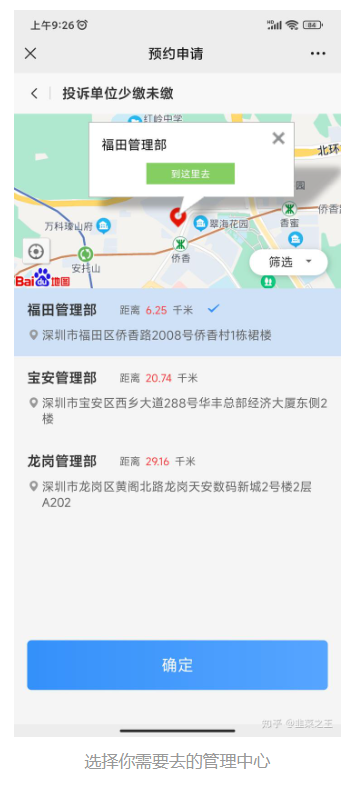 上午9:26
84
预约申请
投诉单位少缴未缴
红岭中学
福田管理部
到这里去
北环
园
万科瑧山府
翠海花园
香蜜
侨香
侨香
安托山
筛选
Bai 地图
福田管理部 距离 6.25 千米
深圳市福田区侨香路2008号侨香村1栋裙楼
宝安管理部 距离 20.74 千米
深圳市宝安区西乡大道288号华丰总部经济大厦东侧2
楼
龙岗管理部 距离 29.16 千米
深圳市龙岗区黄阁北路龙岗天安数码新城2号楼2层
A202
确定
知乎 @韭菜之王
选择你需要去的管理中心